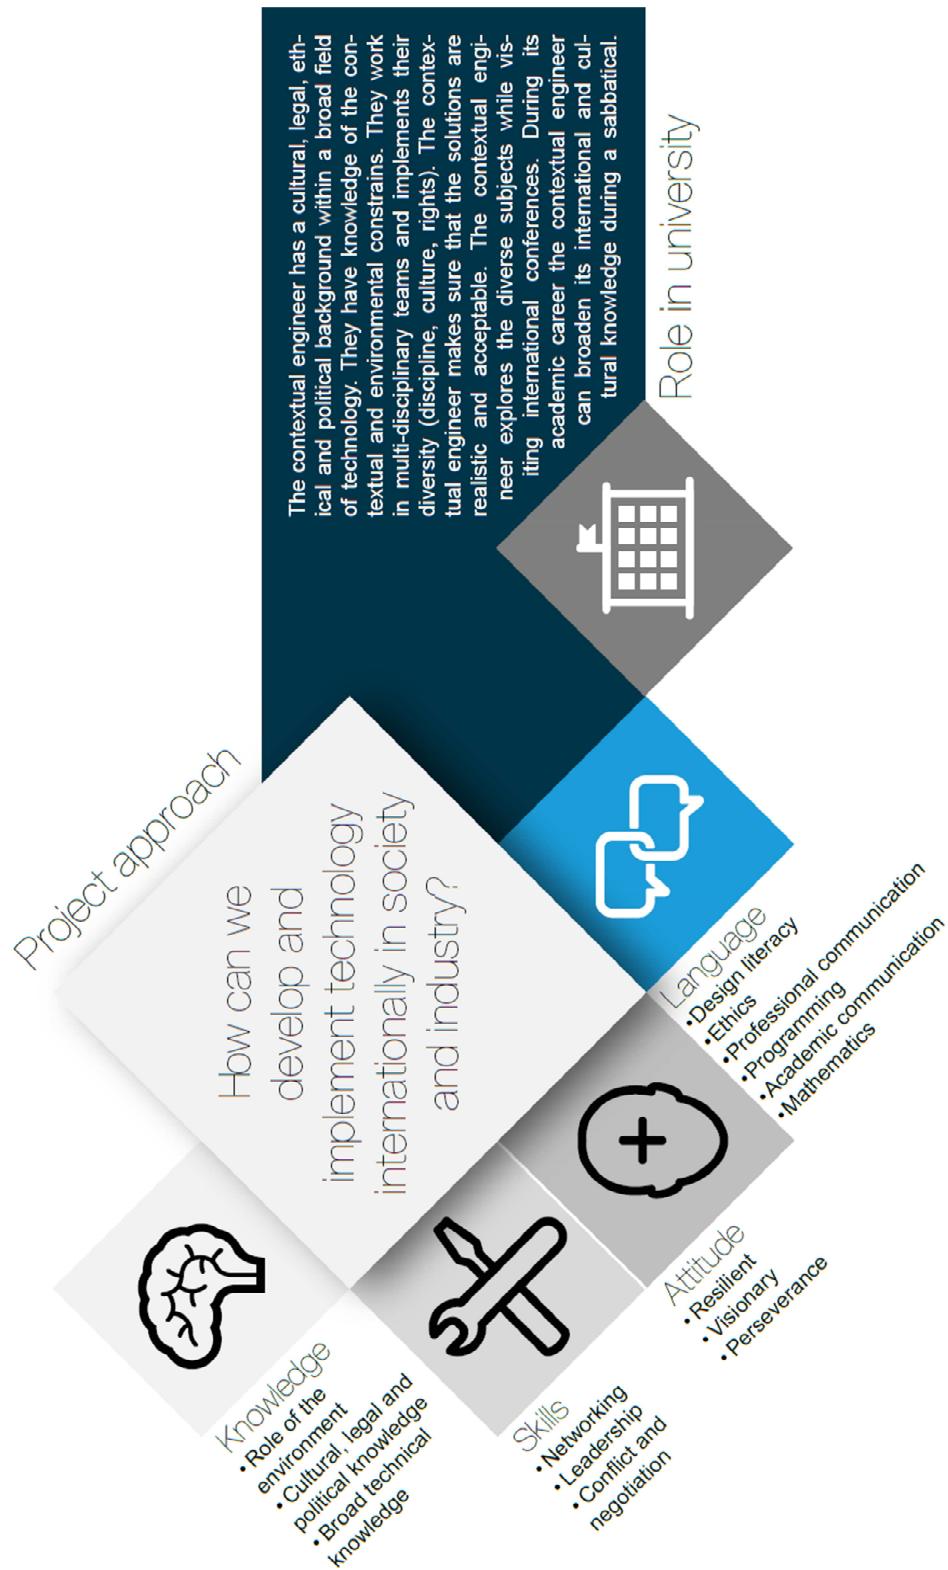 Project approach
How can we
develop and
implement technology
internationally in society
and industry?
Knowledge
• Role of the
environment
• Cultural, legal and
political knowledge
• Broad technical
knowledge
Skills
• Networking
• Leadership
• Conflict and
negotiation
Attitude
• Resilient
• Visionary
• Perseverance
Language
• Design literacy
• Ethics
• Professional communication
• Programming
• Academic communication
• Mathematics
Role in university
The contextual engineer has a cultural, legal, eth-
ical and political background within a broad field
of technology. They have knowledge of the con-
textual and environmental constrains. They work
in multi-disciplinary teams and implements their
diversity (discipline, culture, rights). The contex-
tual engineer makes sure that the solutions are
realistic and acceptable. The contextual engi-
neer explores the diverse subjects while vis-
iting international conferences. During its
academic career the contextual engineer
can broaden its international and cul-
tural knowledge during a sabbatical.